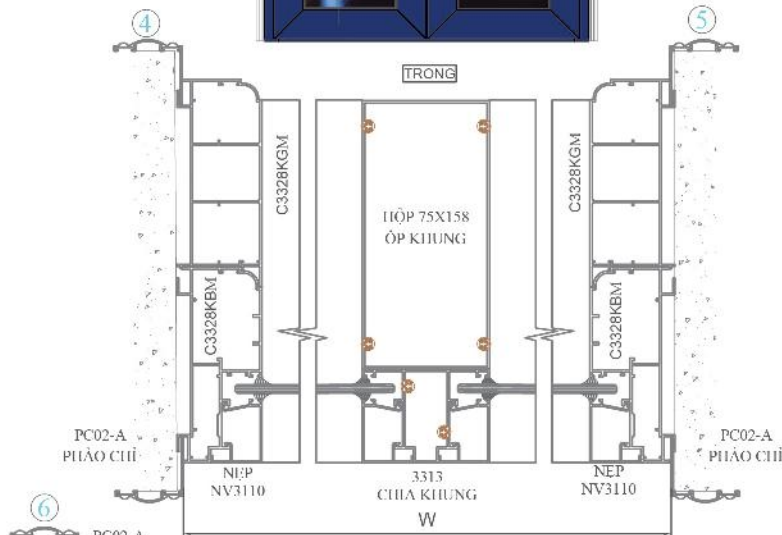 4
5
TRONG
C3328KGM
C3328KGM
HỘP 75X158
ỐP KHUNG
C3328KBM
C3328KBM
PC02-A
PHÀO CHỈ
PC02-A
PHÀO CHỈ
NẸP
NV3110
3313
CHIA KHUNG
NẸP
NV3110
6
W
PC02-A